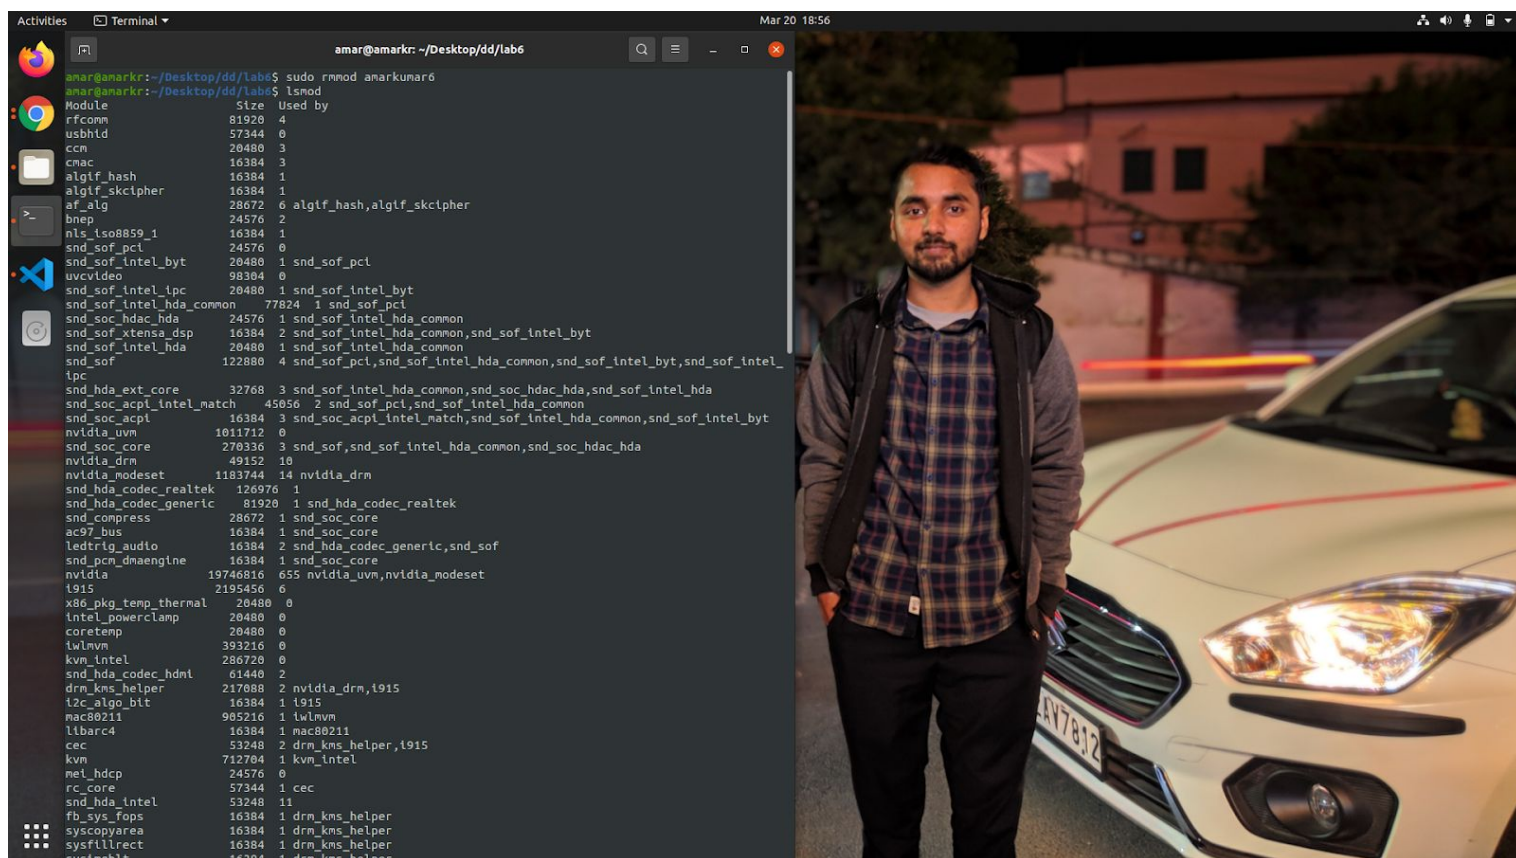 Activities Terminal Mar 20 18:56
amar@amarkr: ~/Desktop/dd/lab6
amar@amarkr:~/Desktop/dd/lab6$ sudo rmmod amarkumar6
amar@amarkr:~/Desktop/dd/lab6$ lsmod
Module Size Used by
rfcomm 81920 4
usbhid 57344 0
ccm 20480 3
cmac 16384 3
algif_hash 16384 1
algif_skcipher 16384 1
af_alg 28672 6 algif_hash,algif_skcipher
bnep 24576 2
nls_iso8859_1 16384 1
snd_sof_pci 24576 0
snd_sof_intel_byt 20480 1 snd_sof_pci
uvcvideo 98304 0
snd_sof_intel_ipc 20480 1 snd_sof_intel_byt
snd_sof_intel_hda_common 77824 1 snd_sof_pci
snd_soc_hdac_hda 24576 1 snd_sof_intel_hda_common
snd_sof_xtensa_dsp 16384 2 snd_sof_intel_hda_common,snd_sof_intel_byt
snd_sof_intel_hda 20480 1 snd_sof_intel_hda_common
snd_sof 122880 4 snd_sof_pci,snd_sof_intel_hda_common,snd_sof_intel_byt,snd_sof_intel_
ipc
snd_hda_ext_core 32768 3 snd_sof_intel_hda_common,snd_soc_hdac_hda,snd_sof_intel_hda
snd_soc_acpi_intel_match 45056 2 snd_sof_pci,snd_sof_intel_hda_common
snd_soc_acpi 16384 3 snd_soc_acpi_intel_match,snd_sof_intel_hda_common,snd_sof_intel_byt
nvidia_uvm 1011712 0
snd_soc_core 270336 3 snd_sof,snd_sof_intel_hda_common,snd_soc_hdac_hda
nvidia_drm 49152 10
nvidia_modeset 1183744 14 nvidia_drm
snd_hda_codec_realtek 126976 1
snd_hda_codec_generic 81920 1 snd_hda_codec_realtek
snd_compress 28672 1 snd_soc_core
ac97_bus 16384 1 snd_soc_core
ledtrig_audio 16384 2 snd_hda_codec_generic,snd_sof
snd_pcm_dmaengine 16384 1 snd_soc_core
nvidia 19746816 655 nvidia_uvm,nvidia_modeset
i915 2195456 6
x86_pkg_temp_thermal 20480 0
intel_powerclamp 20480 0
coretemp 20480 0
iwlmvm 393216 0
kvm_intel 286720 0
snd_hda_codec_hdmi 61440 2
drm_kms_helper 217088 2 nvidia_drm,i915
i2c_algo_bit 16384 1 i915
mac80211 905216 1 iwlmvm
libarc4 16384 1 mac80211
cec 53248 2 drm_kms_helper,i915
kvm 712704 1 kvm_intel
mei_hdcp 24576 0
rc_core 57344 1 cec
snd_hda_intel 53248 11
fb_sys_fops 16384 1 drm_kms_helper
syscopyarea 16384 1 drm_kms_helper
sysfillrect 16384 1 drm_kms_helper
AV7812